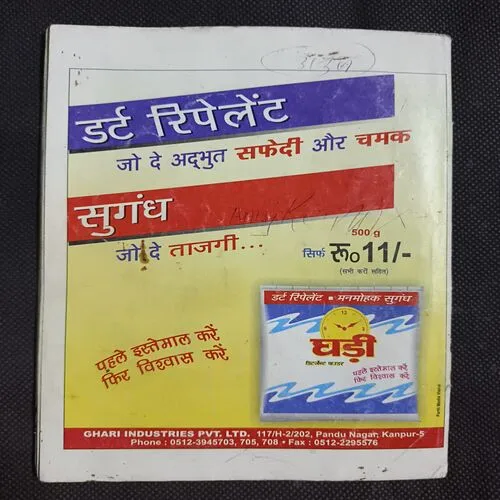 डर्ट रिपेलेंट
जो दे अद्भुत सफेदी और चमक
सुगंध
जो दे ताजगी...
500 g
सिर्फ रू०11/-
(सभी करों सहित)
डर्ट रिपेलेंट • मनमोहक सुगंध
घड़ी
डिटर्जेन्ट पाउडर
पहले इस्तेमाल करें
फिर विश्वास करें
पहले इस्तेमाल करें
फिर विश्वास करें
GHARI INDUSTRIES PVT. LTD. 117/H-2/202, Pandu Nagar, Kanpur-5
Phone : 0512-3945703, 705, 708 • Fax : 0512-2295576